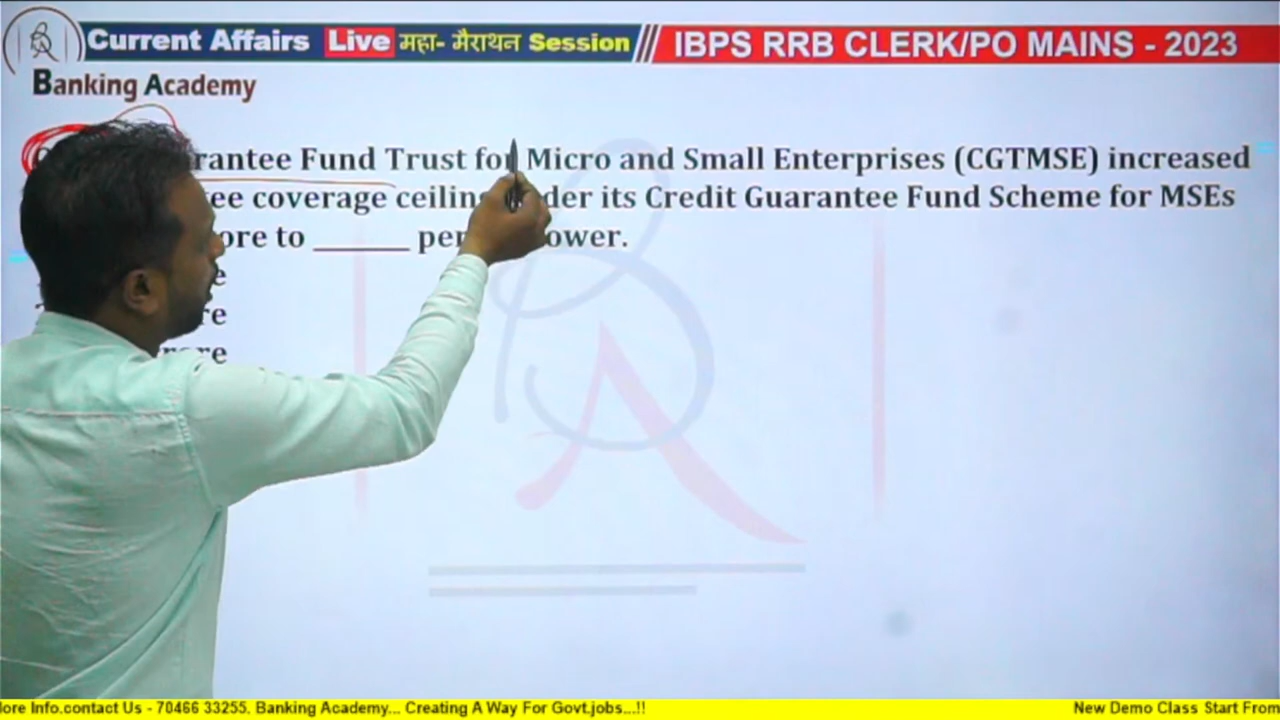 Current Affairs Live महा- मैराथन Session
IBPS RRB CLERK/PO MAINS - 2023
Banking Academy
rantee Fund Trust for Micro and Small Enterprises (CGTMSE) increased
ee coverage ceiling der its Credit Guarantee Fund Scheme for MSEs
ore to ______ per ower.
e
re
rore
ore Info.contact Us - 70466 33255. Banking Academy... Creating A Way For Govt.jobs...!! New Demo Class Start From